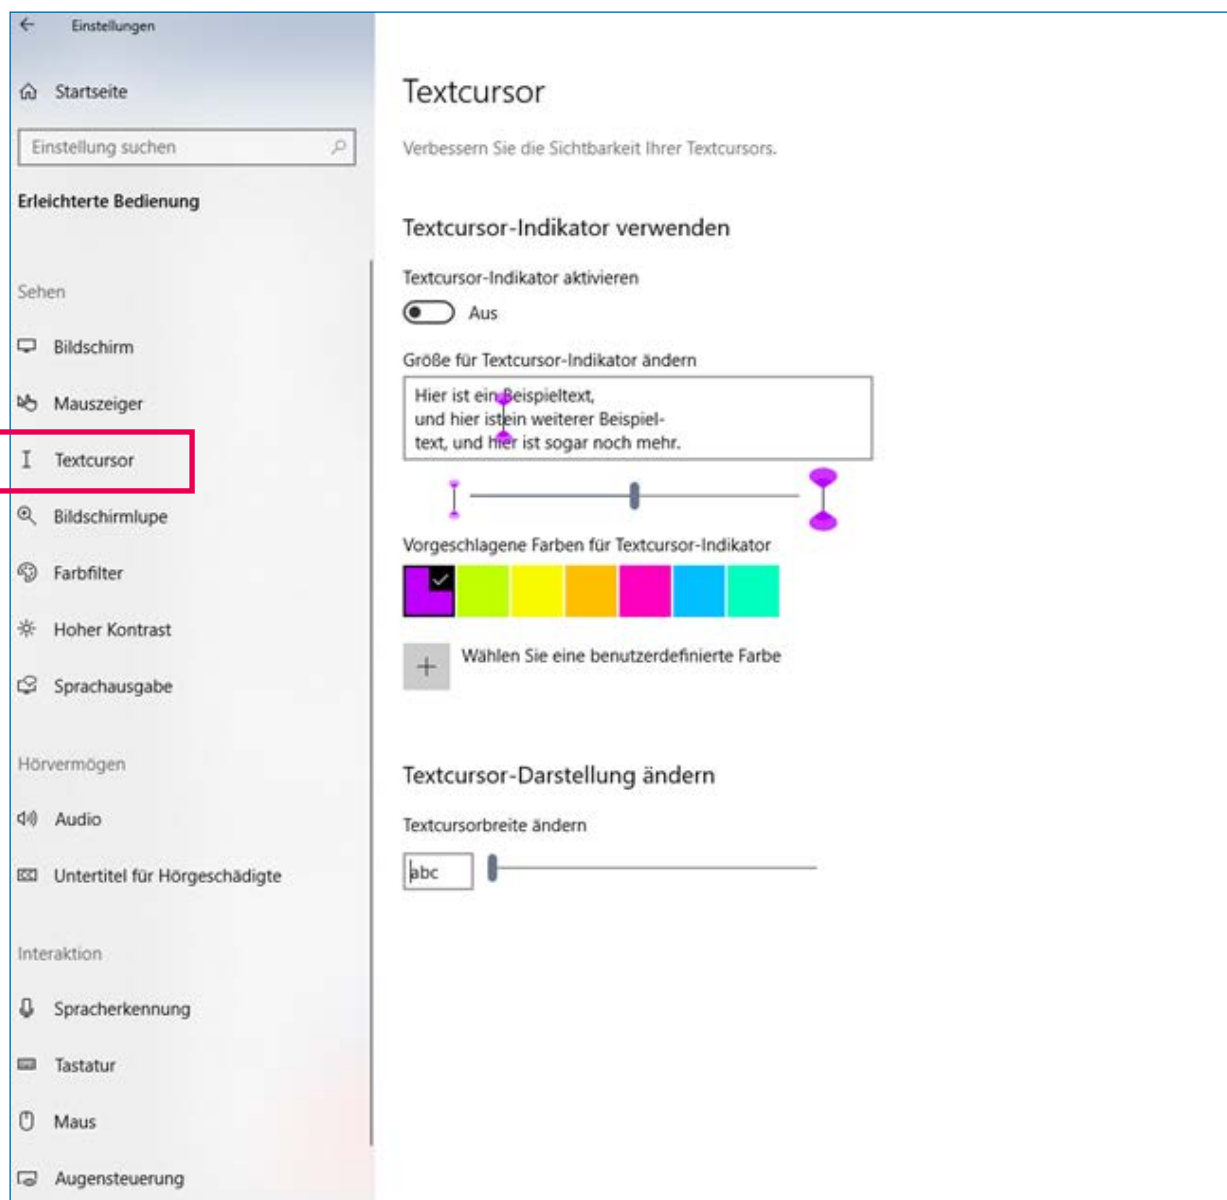 Einstellungen
Startseite
Einstellung suchen
Erleichterte Bedienung
Sehen
Bildschirm
Mauszeiger
Textcursor
Bildschirmlupe
Farbfilter
Hoher Kontrast
Sprachausgabe
Hörvermögen
Audio
Untertitel für Hörgeschädigte
Interaktion
Spracherkennung
Tastatur
Maus
Augensteuerung
Textcursor
Verbessern Sie die Sichtbarkeit Ihrer Textcursors.
Textcursor-Indikator verwenden
Textcursor-Indikator aktivieren
Aus
Größe für Textcursor-Indikator ändern
Hier ist ein Beispieltext,
und hier ist ein weiterer Beispiel-
text, und hier ist sogar noch mehr.
Vorgeschlagene Farben für Textcursor-Indikator
Wählen Sie eine benutzerdefinierte Farbe
Textcursor-Darstellung ändern
Textcursorbreite ändern
abc